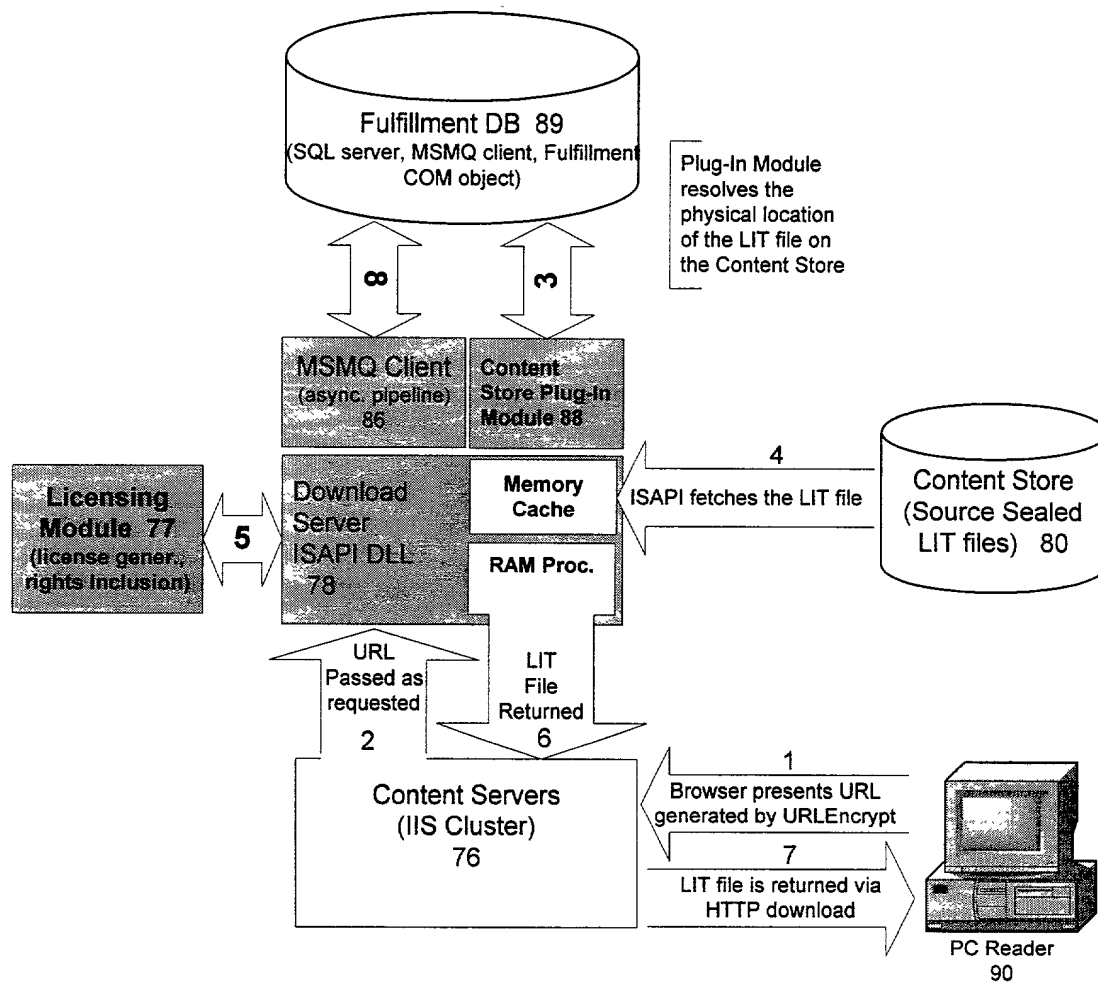 Fulfillment DB 89
(SQL server, MSMQ client, Fulfillment
COM object)
Plug-In Module
resolves the
physical location
of the LIT file on
the Content Store
8
3
MSMQ Client
(async. pipeline)
86
Content
Store Plug-In
Module 88
Licensing
Module 77
(license gener.,
rights Inclusion)
5
Download
Server
ISAPI DLL
78
Memory
Cache
RAM Proc.
4
ISAPI fetches the LIT file
Content Store
(Source Sealed
LIT files) 80
URL
Passed as
requested
2
LIT
File
Returned
6
Content Servers
(IIS Cluster)
76
1
Browser presents URL
generated by URLEncrypt
7
LIT file is returned via
HTTP download
PC Reader
90